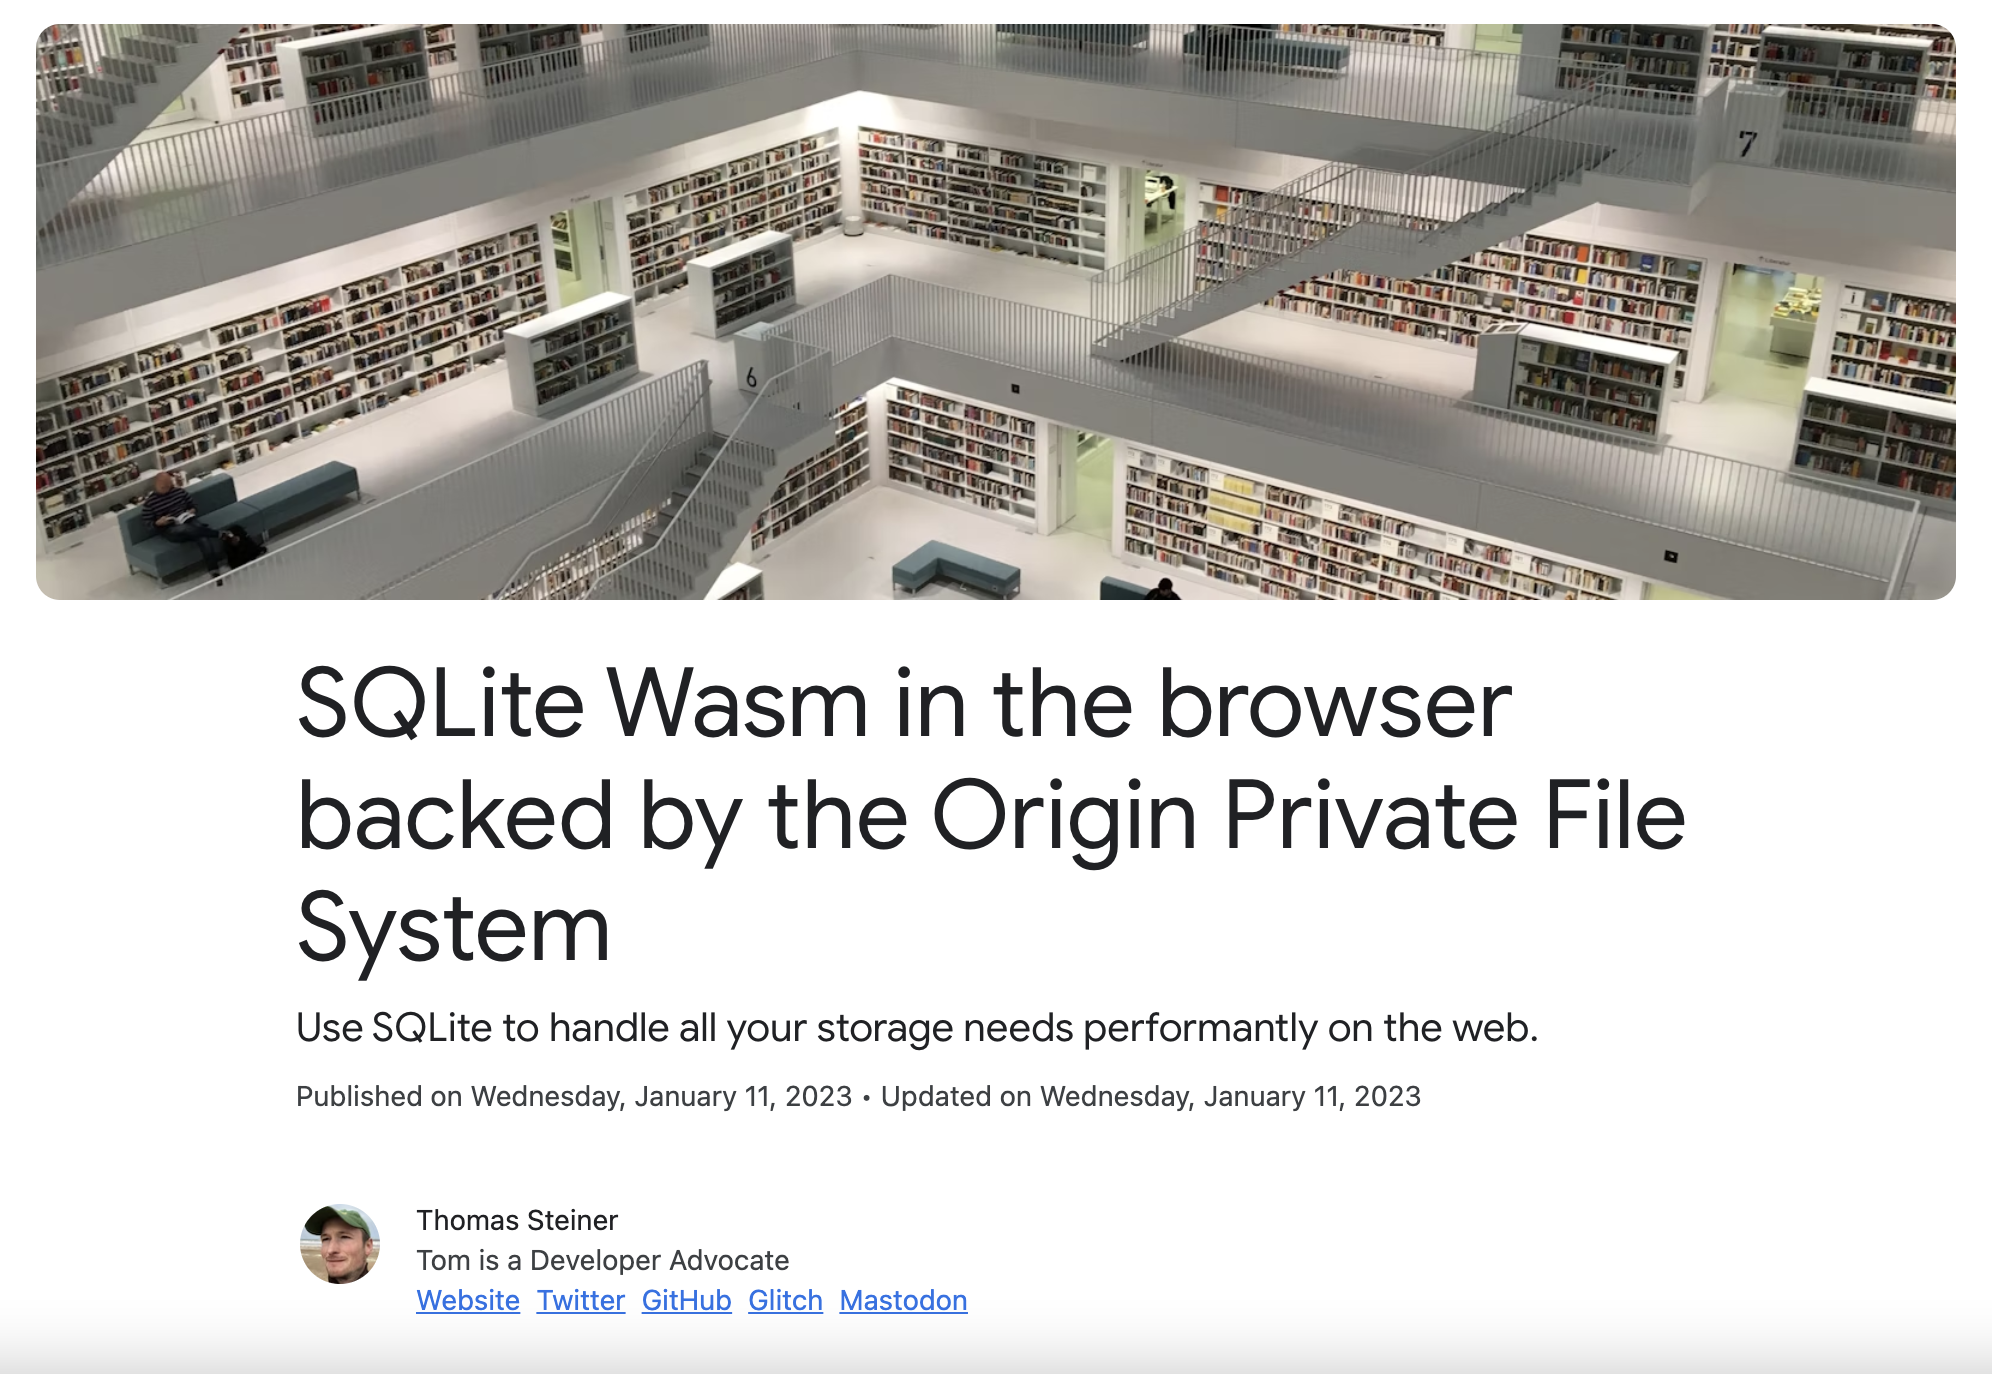 7
6
SQLite Wasm in the browser
backed by the Origin Private File
System
Use SQLite to handle all your storage needs performantly on the web.
Published on Wednesday, January 11, 2023 • Updated on Wednesday, January 11, 2023
Thomas Steiner
Tom is a Developer Advocate
Website Twitter GitHub Glitch Mastodon